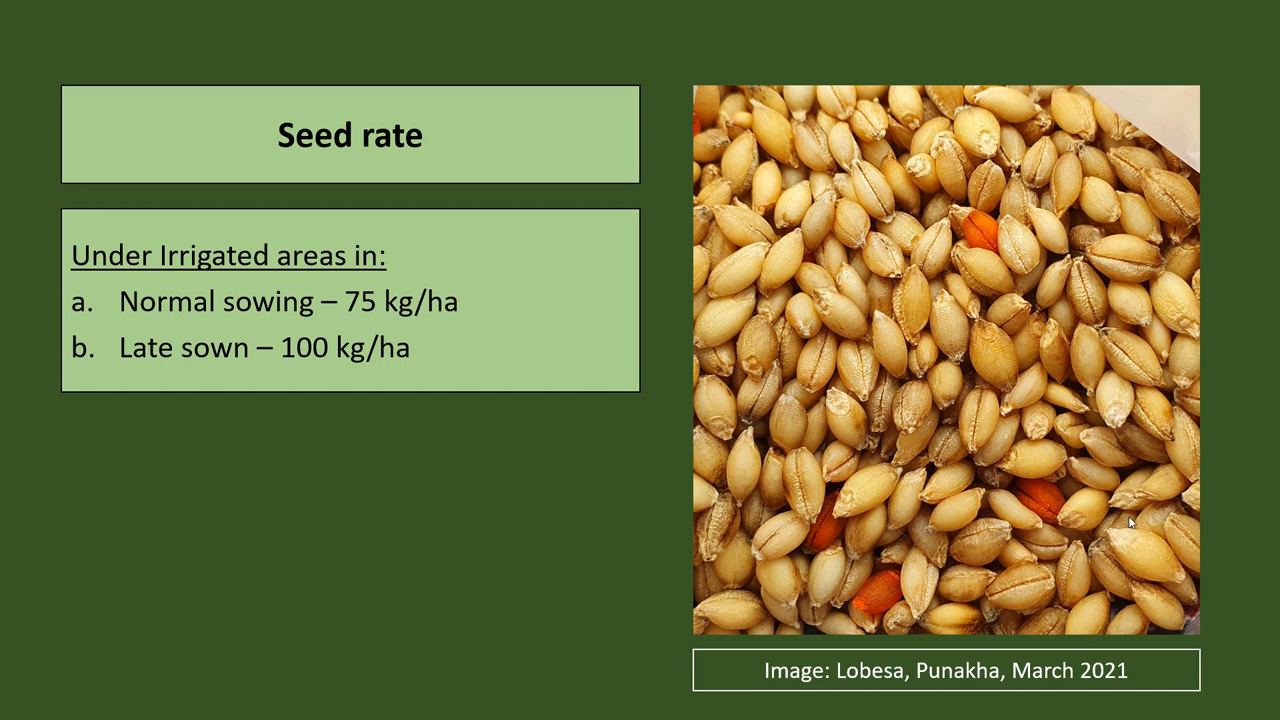 Seed rate
Under Irrigated areas in:
a. Normal sowing – 75 kg/ha
b. Late sown – 100 kg/ha
Image: Lobesa, Punakha, March 2021